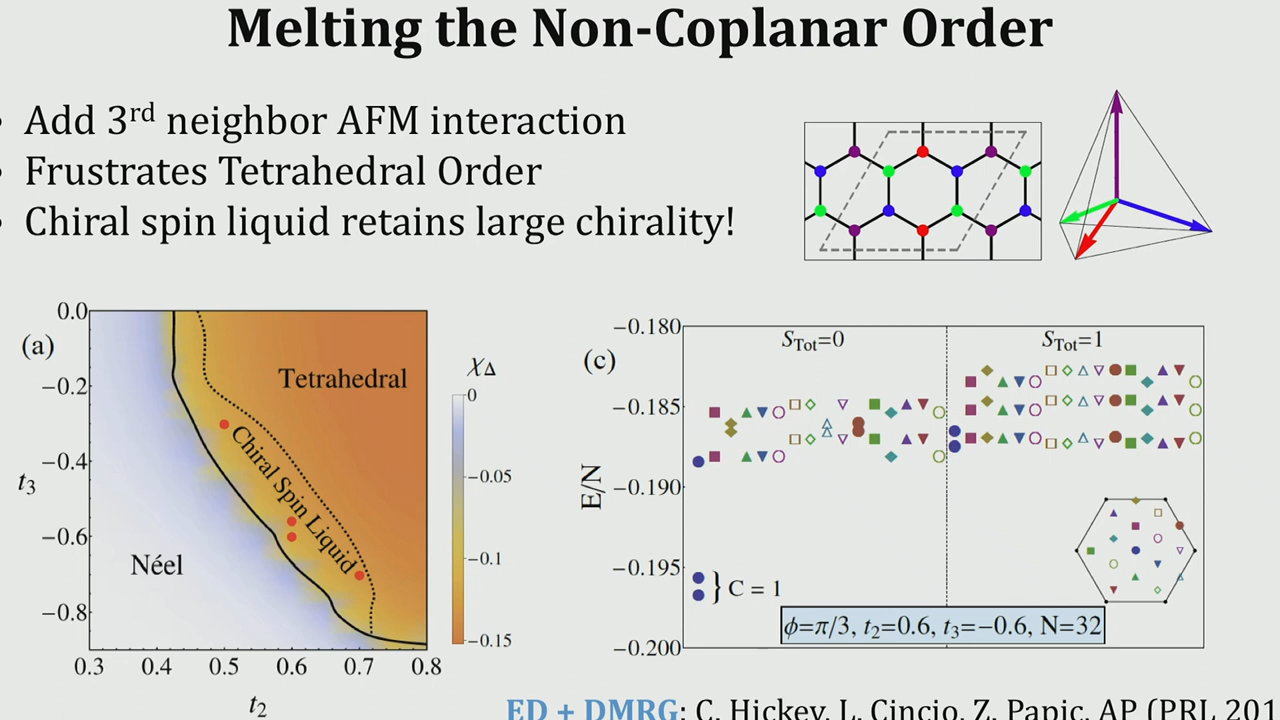 Melting the Non-Coplanar Order
• Add 3rd neighbor AFM interaction
• Frustrates Tetrahedral Order
• Chiral spin liquid retains large chirality!
(a)
0.0
−0.2
−0.4
−0.6
−0.8
t3
0.3 0.4 0.5 0.6 0.7 0.8
t2
Tetrahedral
Chiral Spin Liquid
Néel
χΔ
0
−0.05
−0.1
−0.15
(c)
−0.180
−0.185
−0.190
−0.195
−0.200
E/N
STot=0
STot=1
} C = 1
ϕ=π/3, t2=0.6, t3=−0.6, N=32
ED + DMRG: C. Hickey, L. Cincio, Z. Papic, AP (PRL 201